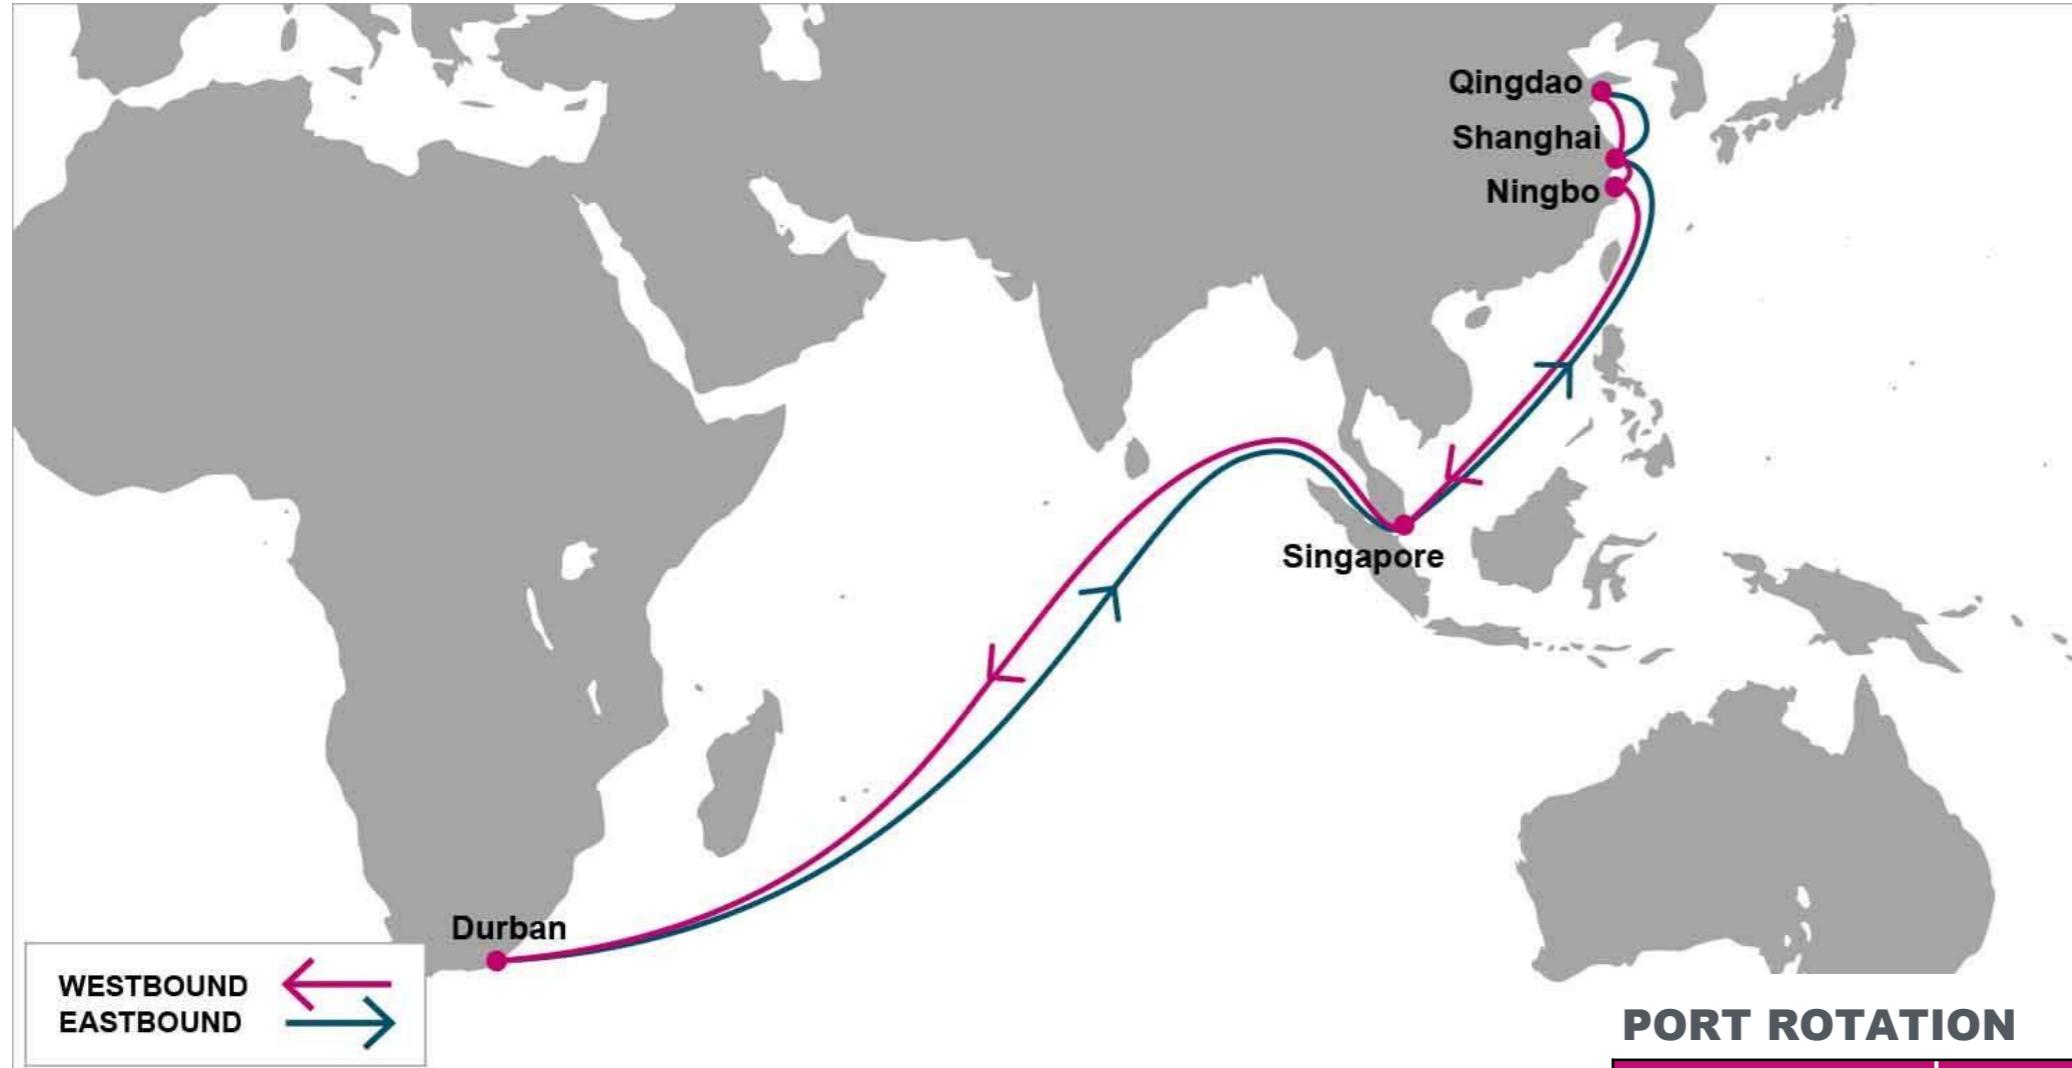 Qingdao
Shanghai
Ningbo
Singapore
Durban
WESTBOUND
EASTBOUND
PORT ROTATION